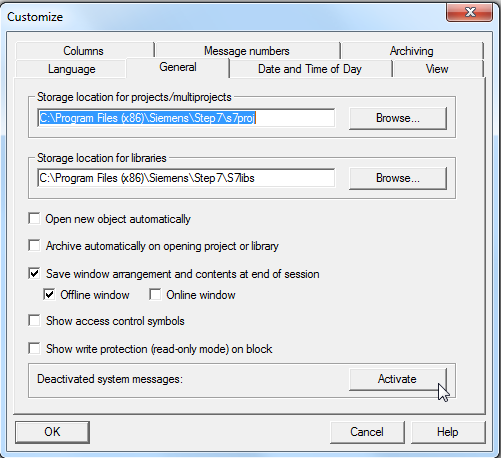 Customize
Columns Message numbers Archiving
Language General Date and Time of Day View
Storage location for projects/multiprojects
C:\Program Files (x86)\Siemens\Step7\s7proj Browse...
Storage location for libraries
C:\Program Files (x86)\Siemens\Step7\S7libs Browse...
Open new object automatically
Archive automatically on opening project or library
Save window arrangement and contents at end of session
Offline window Online window
Show access control symbols
Show write protection (read-only mode) on block
Deactivated system messages: Activate
OK Cancel Help